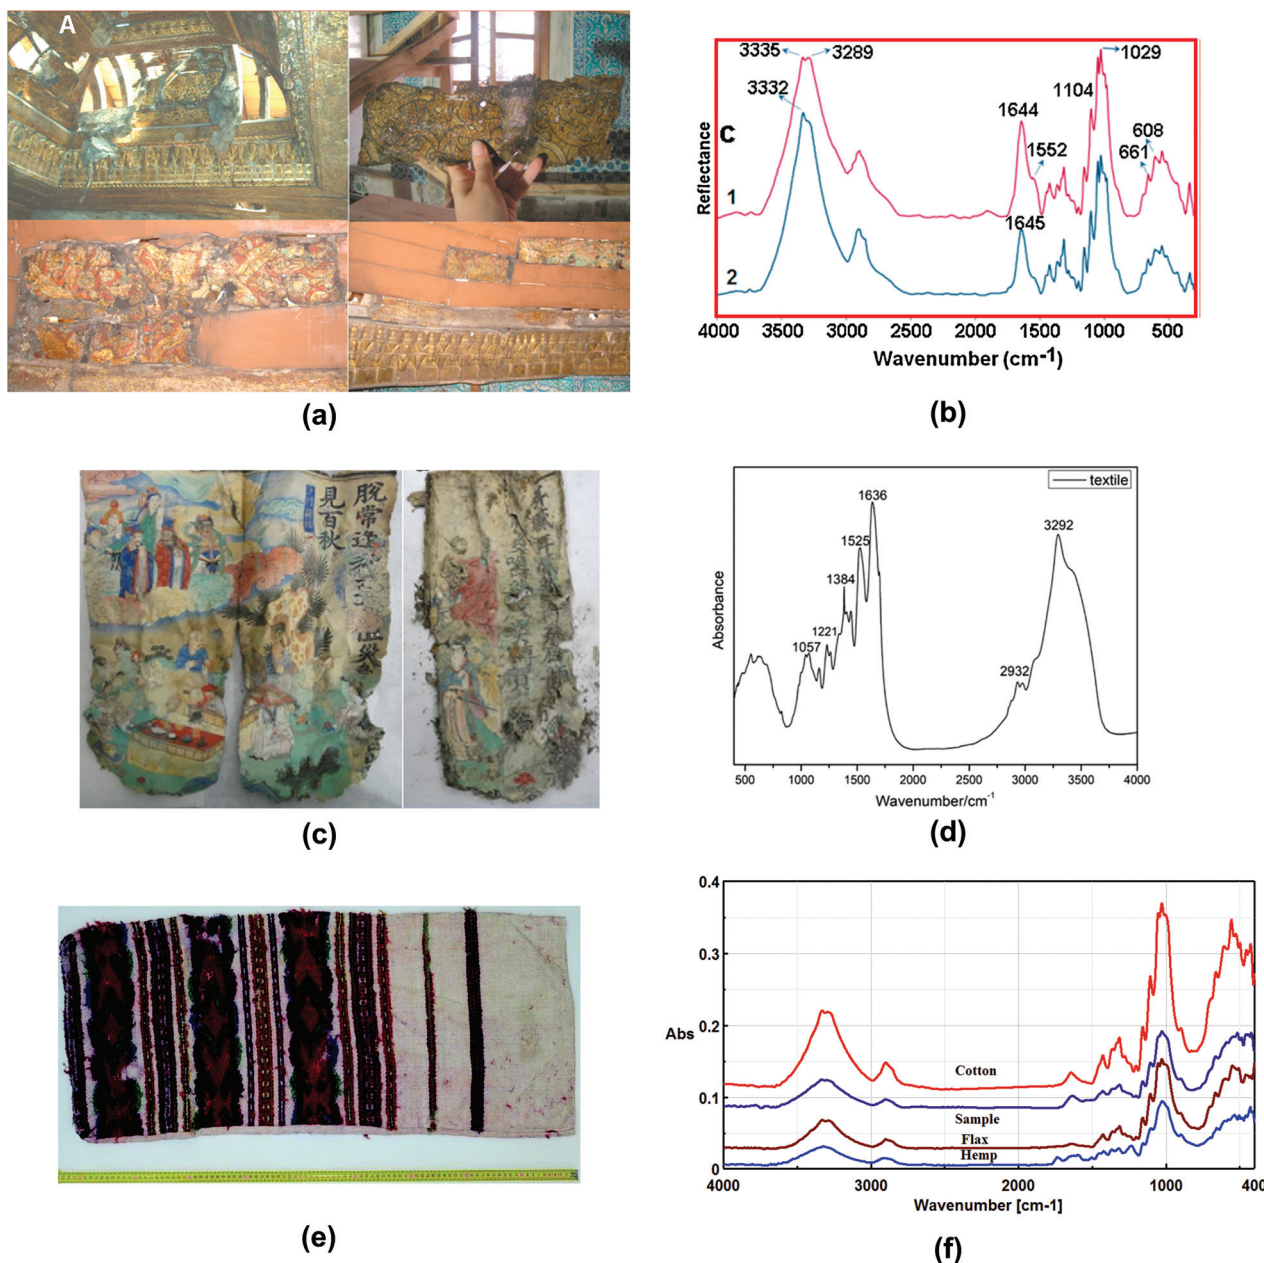 A
(a)
3335
3289
3332
1029
1104
1644
608
C
661
1552
1
1645
2
Reflectance
4000 3000 2000 1500 1000 500
Wavenumber (cm-1)
(b)
脱常
見百秋
(c)
textile
1636
3292
1525
1384
1221
1057
2932
Absorbance
500 1000 1500 2000 2500 3000 3500 4000
Wavenumber/cm-1
(d)
(e)
0.4
0.3
0.2
Abs
0.1
0
Cotton
Sample
Flax
Hemp
4000 3000 2000 1000 400
Wavenumber [cm-1]
(f)